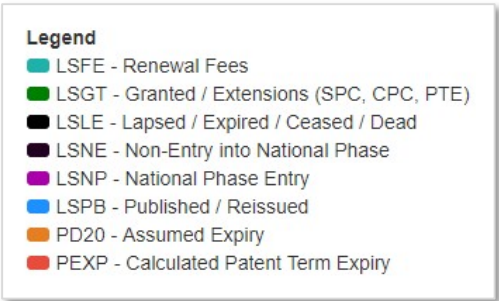 Legend
LSFE - Renewal Fees
LSGT - Granted / Extensions (SPC, CPC, PTE)
LSLE - Lapsed / Expired / Ceased / Dead
LSNE - Non-Entry into National Phase
LSNP - National Phase Entry
LSPB - Published / Reissued
PD20 - Assumed Expiry
PEXP - Calculated Patent Term Expiry